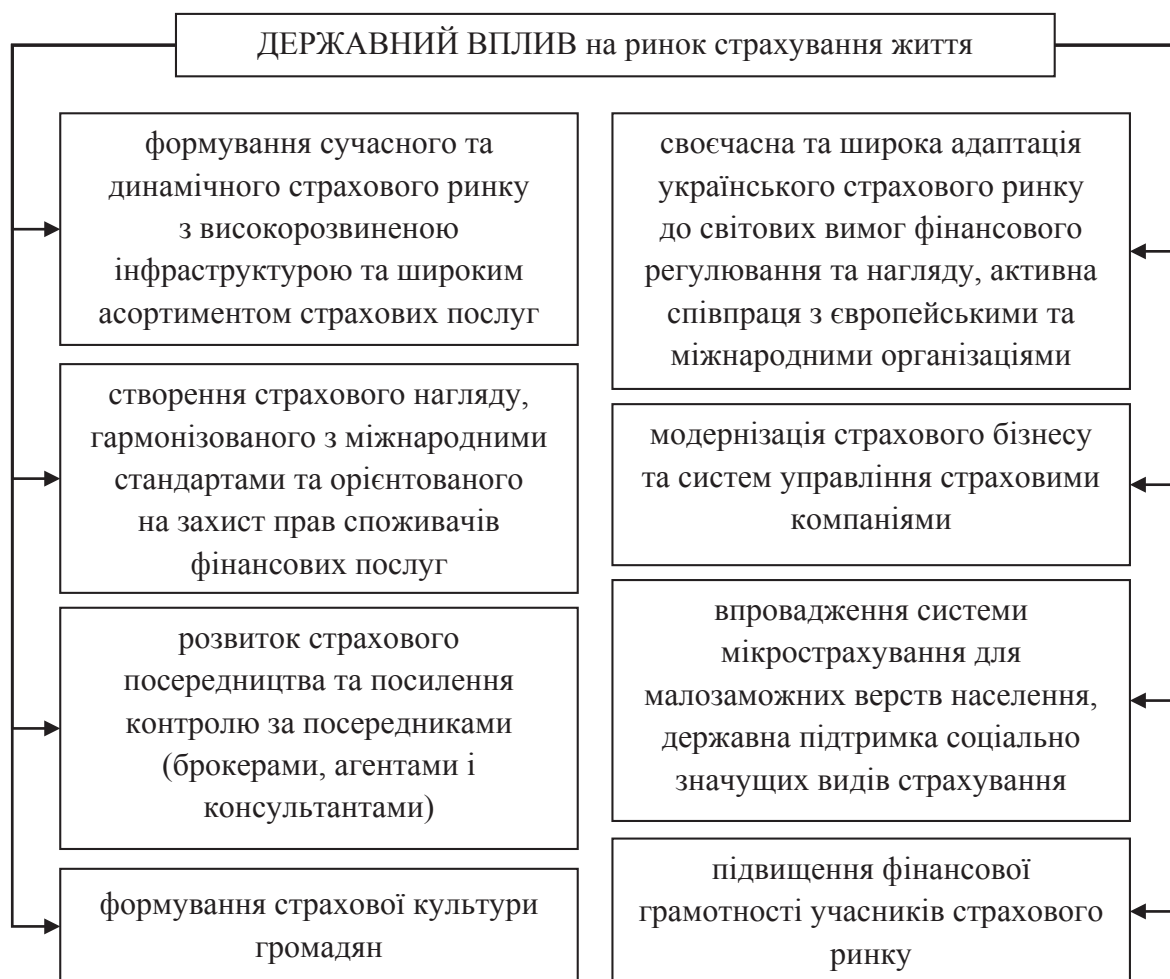 ДЕРЖАВНИЙ ВПЛИВ на ринок страхування життя
формування сучасного та
динамічного страхового ринку
з високорозвиненою
інфраструктурою та широким
асортиментом страхових послуг
створення страхового нагляду,
гармонізованого з міжнародними
стандартами та орієнтованого
на захист прав споживачів
фінансових послуг
розвиток страхового
посередництва та посилення
контролю за посередниками
(брокерами, агентами і
консультантами)
формування страхової культури
громадян
своєчасна та широка адаптація
українського страхового ринку
до світових вимог фінансового
регулювання та нагляду, активна
співпраця з європейськими та
міжнародними організаціями
модернізація страхового бізнесу
та систем управління страховими
компаніями
впровадження системи
мікрострахування для
малозаможних верств населення,
державна підтримка соціально
значущих видів страхування
підвищення фінансової
грамотності учасників страхового
ринку